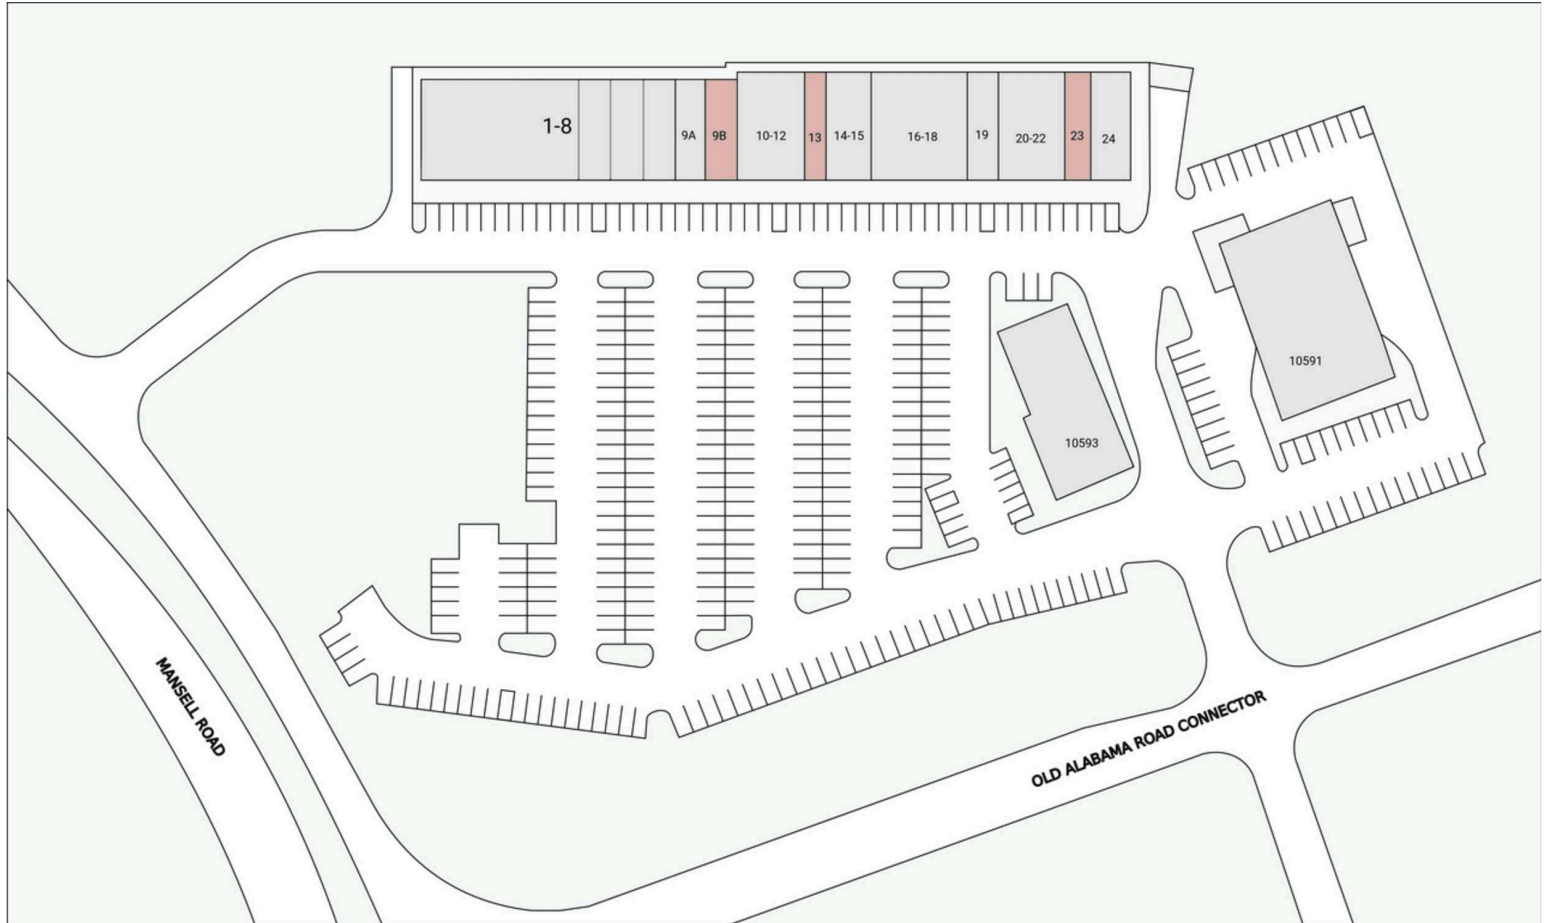 1-8
9A
9B
10-12
13
14-15
16-18
19
20-22
23
24
10591
10593
MANSELL ROAD
OLD ALABAMA ROAD CONNECTOR